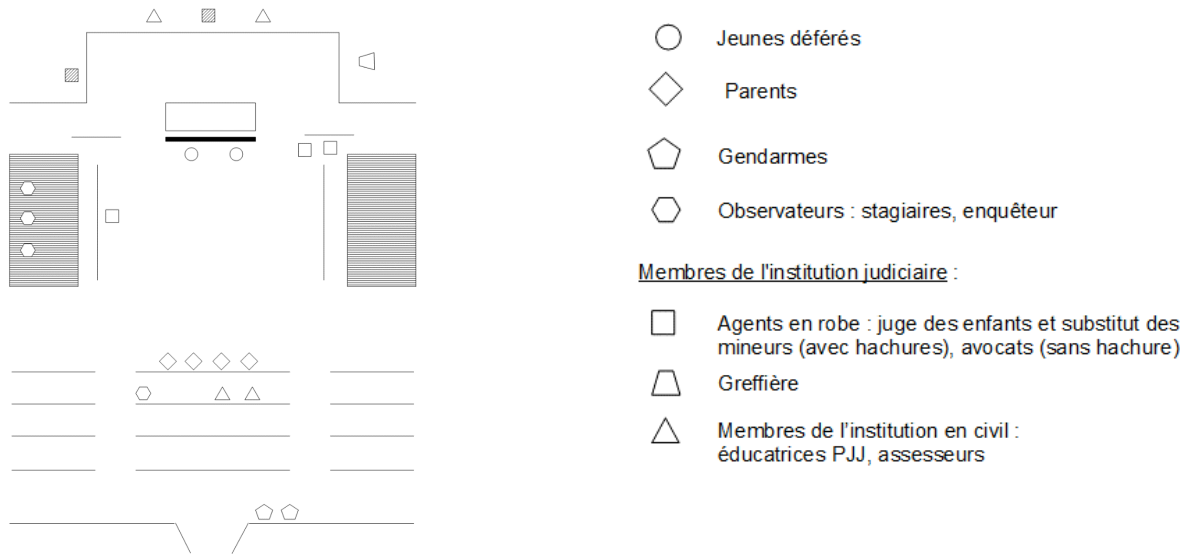 Jeunes déférés
Parents
Gendarmes
Observateurs : stagiaires, enquêteur
Membres de l'institution judiciaire :
Agents en robe : juge des enfants et substitut des
mineurs (avec hachures), avocats (sans hachure)
Greffière
Membres de l'institution en civil :
éducatrices PJJ, assesseurs